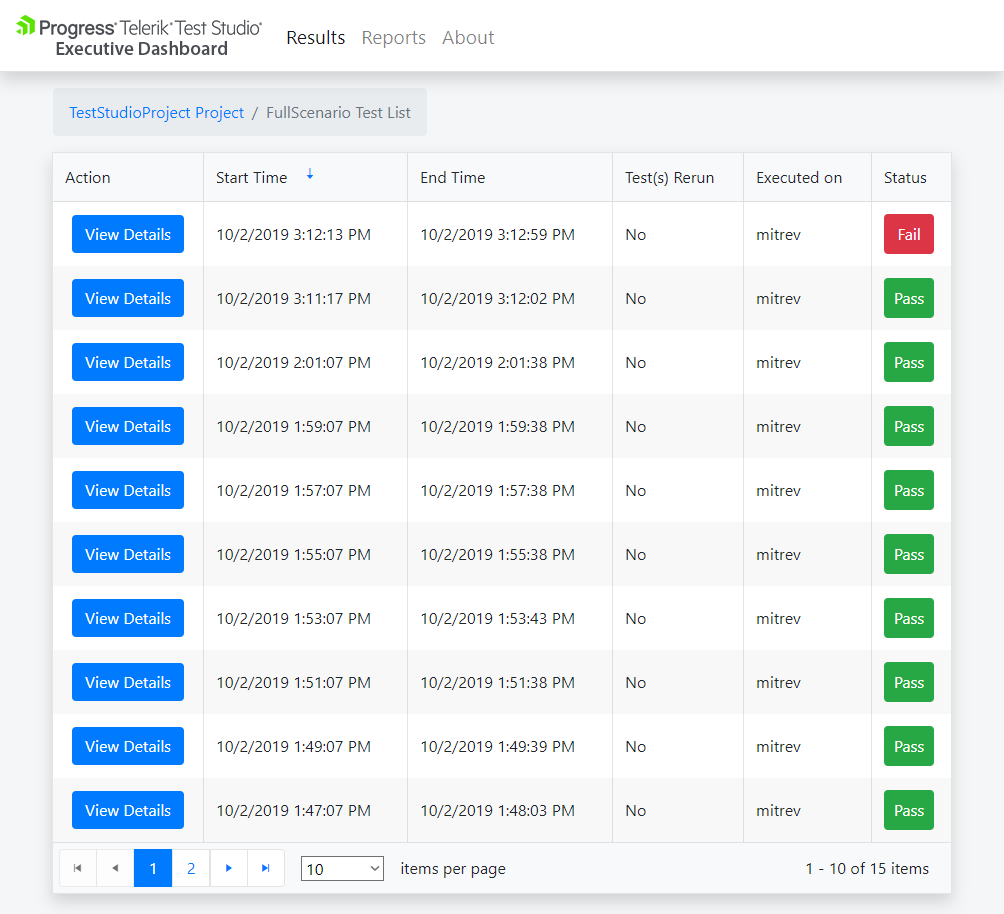 Progress Telerik Test Studio
Executive Dashboard
Results Reports About
TestStudioProject Project / FullScenario Test List
Action Start Time ↓ End Time Test(s) Rerun Executed on Status
View Details 10/2/2019 3:12:13 PM 10/2/2019 3:12:59 PM No mitrev Fail
View Details 10/2/2019 3:11:17 PM 10/2/2019 3:12:02 PM No mitrev Pass
View Details 10/2/2019 2:01:07 PM 10/2/2019 2:01:38 PM No mitrev Pass
View Details 10/2/2019 1:59:07 PM 10/2/2019 1:59:38 PM No mitrev Pass
View Details 10/2/2019 1:57:07 PM 10/2/2019 1:57:38 PM No mitrev Pass
View Details 10/2/2019 1:55:07 PM 10/2/2019 1:55:38 PM No mitrev Pass
View Details 10/2/2019 1:53:07 PM 10/2/2019 1:53:43 PM No mitrev Pass
View Details 10/2/2019 1:51:07 PM 10/2/2019 1:51:38 PM No mitrev Pass
View Details 10/2/2019 1:49:07 PM 10/2/2019 1:49:39 PM No mitrev Pass
View Details 10/2/2019 1:47:07 PM 10/2/2019 1:48:03 PM No mitrev Pass
1 2 10 items per page 1 - 10 of 15 items